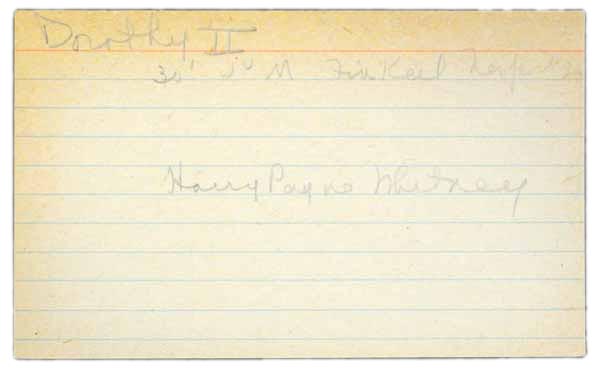 Dorothy II
30' Fin Keel
Harry Payne Whitney